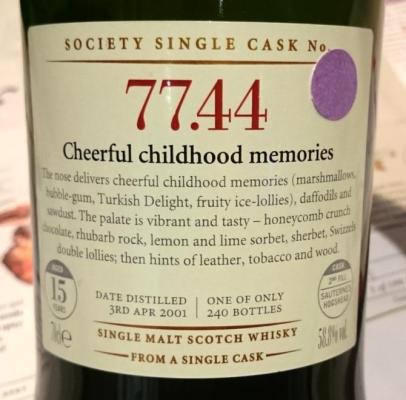 SOCIETY SINGLE CASK No.
77.44
Cheerful childhood memories
The nose delivers cheerful childhood memories (marshmallows,
bubble-gum, Turkish Delight, fruity ice-lollies), daffodils and
sawdust. The palate is vibrant and tasty – honeycomb crunch
chocolate, rhubarb rock, lemon and lime sorbet, sherbet, Swizzels
double lollies; then hints of leather, tobacco and wood.
AGED
15
YEARS
DATE DISTILLED
3RD APR 2001
ONE OF ONLY
240 BOTTLES
CASK
2ND FILL
SAUTERNES
HOGSHEAD
70cle
SINGLE MALT SCOTCH WHISKY
58.8% vol.
FROM A SINGLE CASK